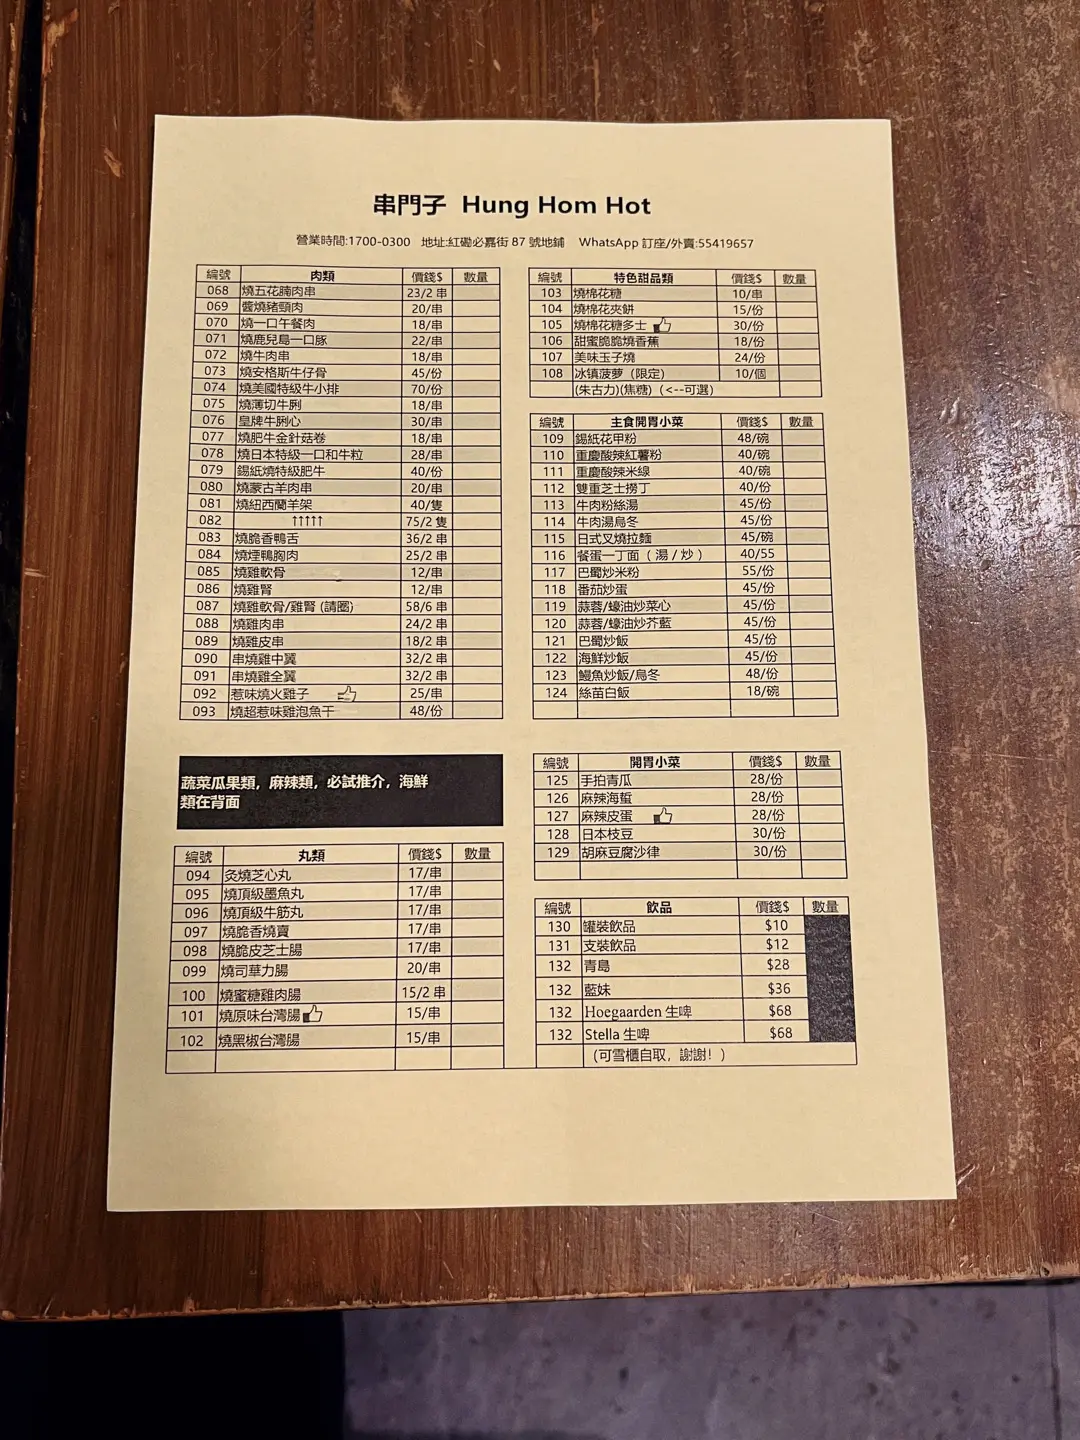 串門子 Hung Hom Hot
營業時間:1700-0300 地址:紅磡必嘉街 87 號地鋪 WhatsApp 訂座/外賣:55419657
編號 肉類 價錢$ 數量
068 燒五花腩肉串 23/2 串
069 醬燒豬頸肉 20/串
070 燒一口午餐肉 18/串
071 燒鹿兒島一口豚 22/串
072 燒牛肉串 18/串
073 燒安格斯牛仔骨 45/份
074 燒美國特級牛小排 70/份
075 燒薄切牛脷 18/串
076 皇牌牛脷心 30/串
077 燒肥牛金針菇卷 18/串
078 燒日本特級一口和牛粒 28/串
079 錫紙燒特級肥牛 40/份
080 燒蒙古羊肉串 20/串
081 燒紐西蘭羊架 40/隻
082 ↑↑↑↑↑ 75/2 隻
083 燒脆香鴨舌 36/2 串
084 燒煙鴨胸肉 25/2 串
085 燒雞軟骨 12/串
086 燒雞腎 12/串
087 燒雞軟骨/雞腎 (請圈) 58/6 串
088 燒雞肉串 24/2 串
089 燒雞皮串 18/2 串
090 串燒雞中翼 32/2 串
091 串燒雞全翼 32/2 串
092 惹味燒火雞子 25/串
093 燒超惹味雞泡魚干 48/份
蔬菜瓜果類，麻辣類，必試推介，海鮮
類在背面
編號 丸類 價錢$ 數量
094 灸燒芝心丸 17/串
095 燒頂級墨魚丸 17/串
096 燒頂級牛筋丸 17/串
097 燒脆香燒賣 17/串
098 燒脆皮芝士腸 17/串
099 燒司華力腸 20/串
100 燒蜜糖雞肉腸 15/2 串
101 燒原味台灣腸 15/串
102 燒黑椒台灣腸 15/串
編號 特色甜品類 價錢$ 數量
103 燒棉花糖 10/串
104 燒棉花夾餅 15/份
105 燒棉花糖多士 30/份
106 甜蜜脆脆燒香蕉 18/份
107 美味玉子燒 24/份
108 冰镇菠萝（限定） 10/個
(朱古力)(焦糖)（<--可選）
編號 主食開胃小菜 價錢$ 數量
109 錫紙花甲粉 48/碗
110 重慶酸辣紅薯粉 40/碗
111 重慶酸辣米線 40/碗
112 雙重芝士撈丁 40/份
113 牛肉粉絲湯 45/份
114 牛肉湯烏冬 45/份
115 日式叉燒拉麵 45/碗
116 餐蛋一丁面（ 湯 / 炒 ） 40/55
117 巴蜀炒米粉 55/份
118 番茄炒蛋 45/份
119 蒜蓉/蠔油炒菜心 45/份
120 蒜蓉/蠔油炒芥藍 45/份
121 巴蜀炒飯 45/份
122 海鮮炒飯 45/份
123 鰻魚炒飯/烏冬 48/份
124 絲苗白飯 18/碗
編號 開胃小菜 價錢$ 數量
125 手拍青瓜 28/份
126 麻辣海蜇 28/份
127 麻辣皮蛋 28/份
128 日本枝豆 30/份
129 胡麻豆腐沙律 30/份
編號 飲品 價錢$ 數量
130 罐裝飲品 $10
131 支裝飲品 $12
132 青島 $28
132 藍妹 $36
132 Hoegaarden 生啤 $68
132 Stella 生啤 $68
（可雪櫃自取，謝謝！）